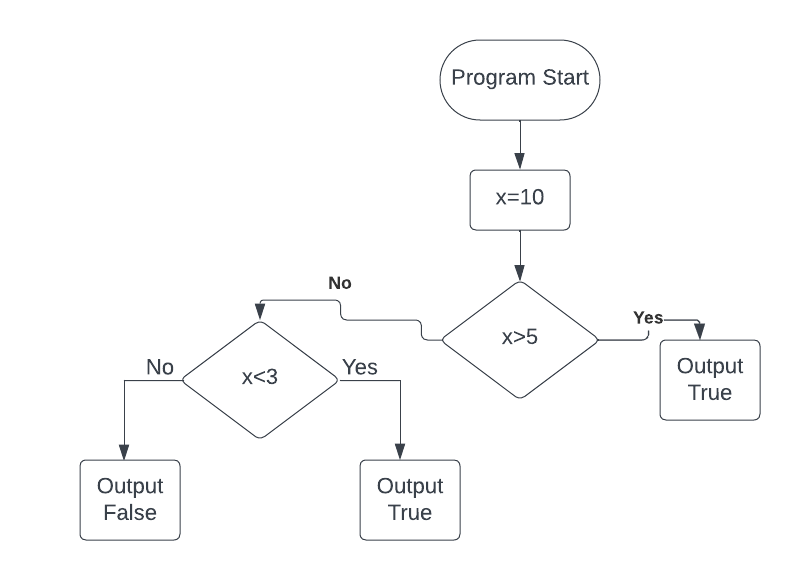 Program Start
x=10
No
x>5
Yes
Output
True
No
x<3
Yes
Output
False
Output
True